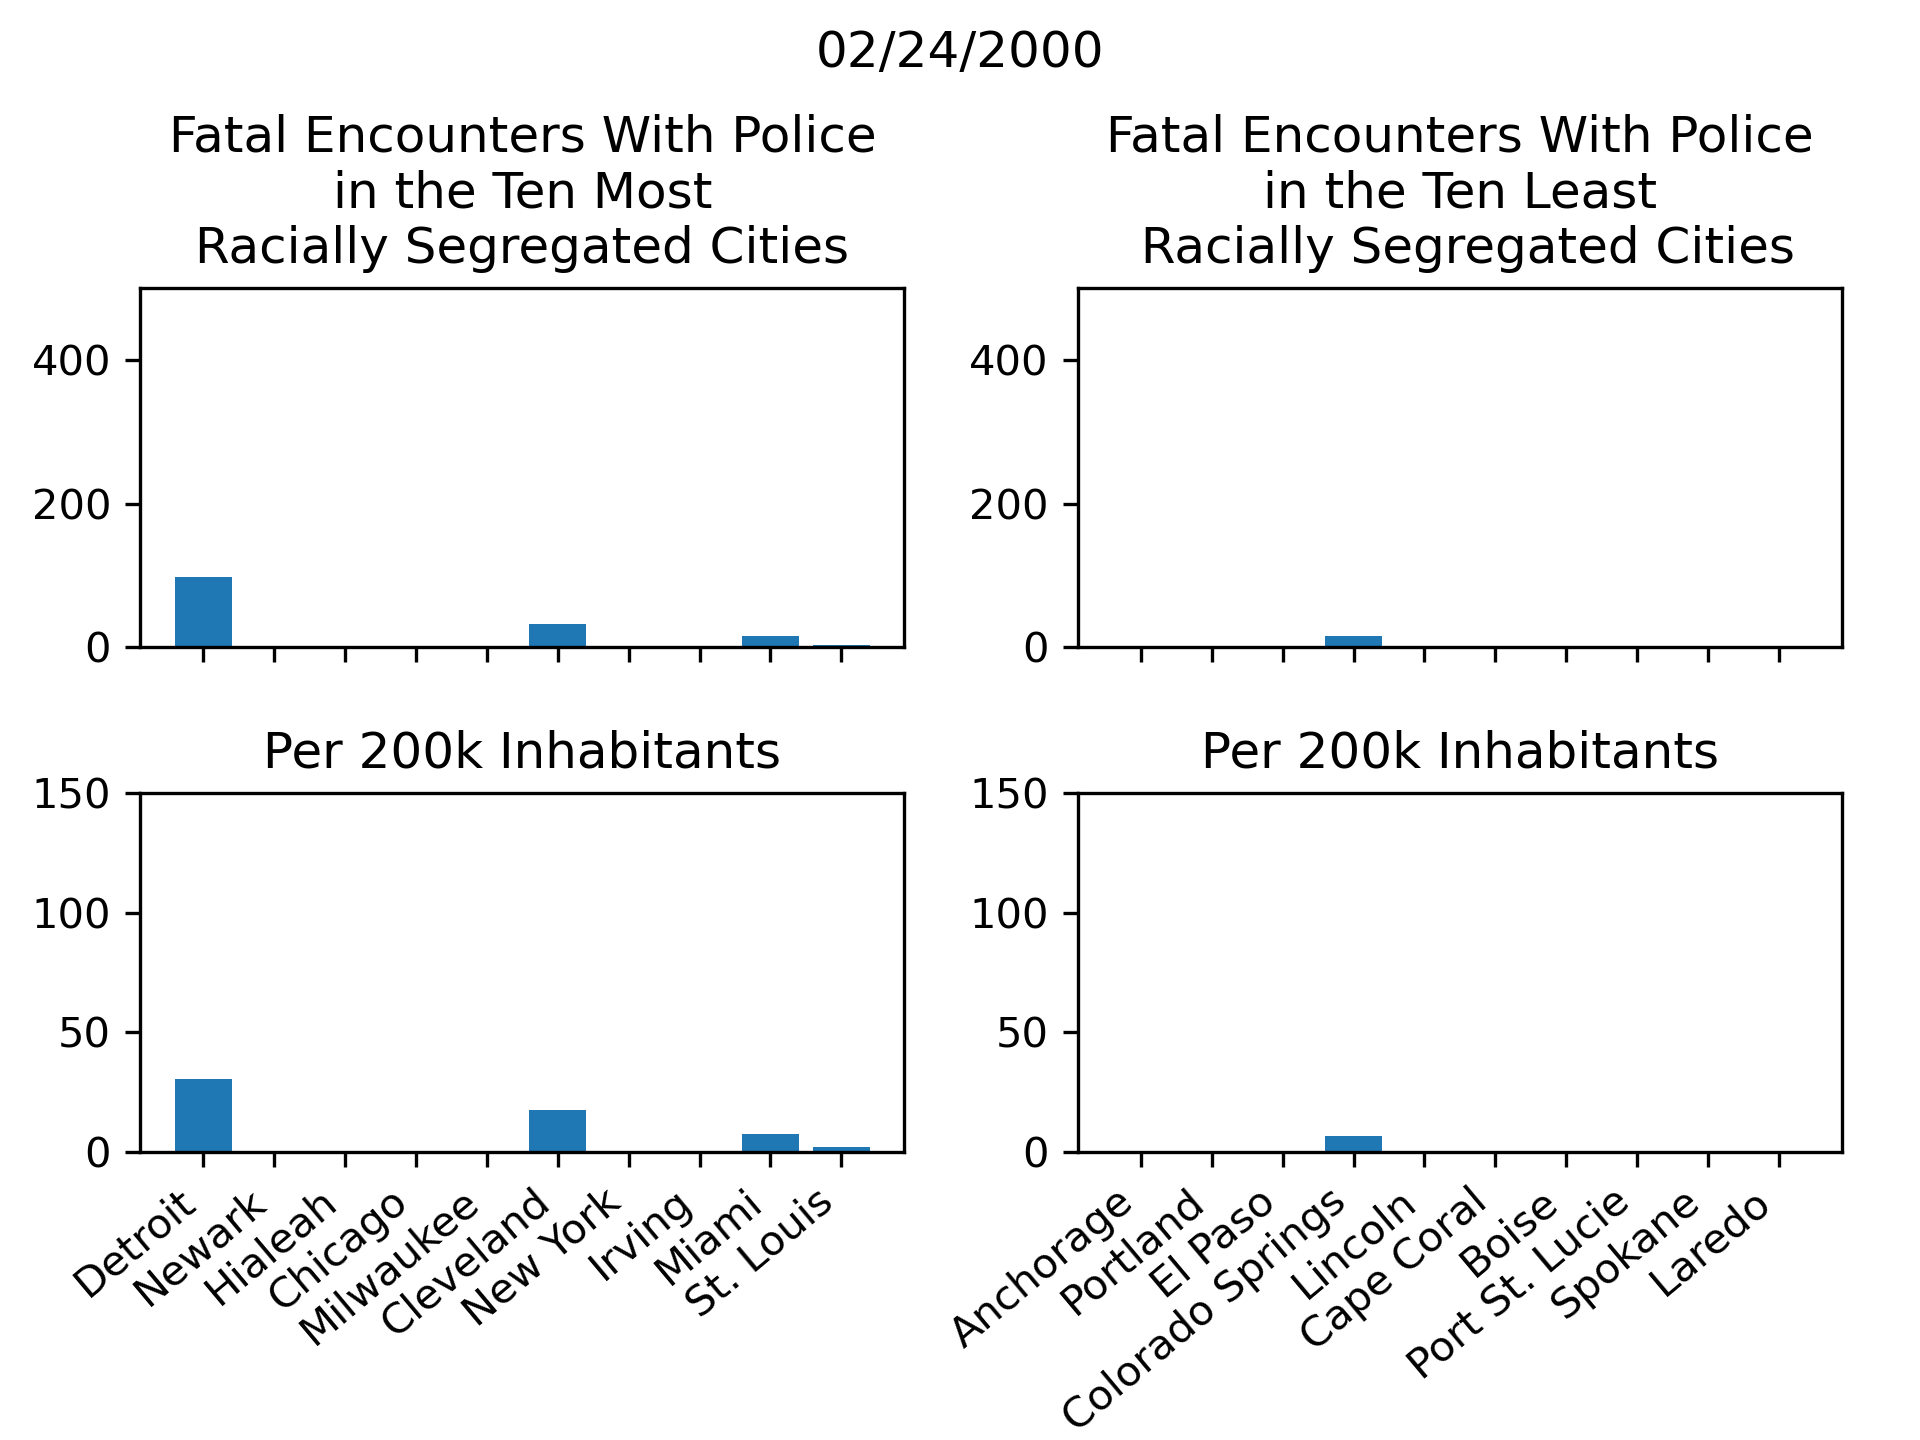 02/24/2000
Fatal Encounters With Police
in the Ten Most
Racially Segregated Cities
Fatal Encounters With Police
in the Ten Least
Racially Segregated Cities
400
200
0
400
200
0
Per 200k Inhabitants
Per 200k Inhabitants
150
100
50
0
150
100
50
0
Detroit
Newark
Hialeah
Chicago
Milwaukee
Cleveland
New York
Irving
Miami
St. Louis
Anchorage
Portland
El Paso
Colorado Springs
Lincoln
Cape Coral
Boise
Port St. Lucie
Spokane
Laredo